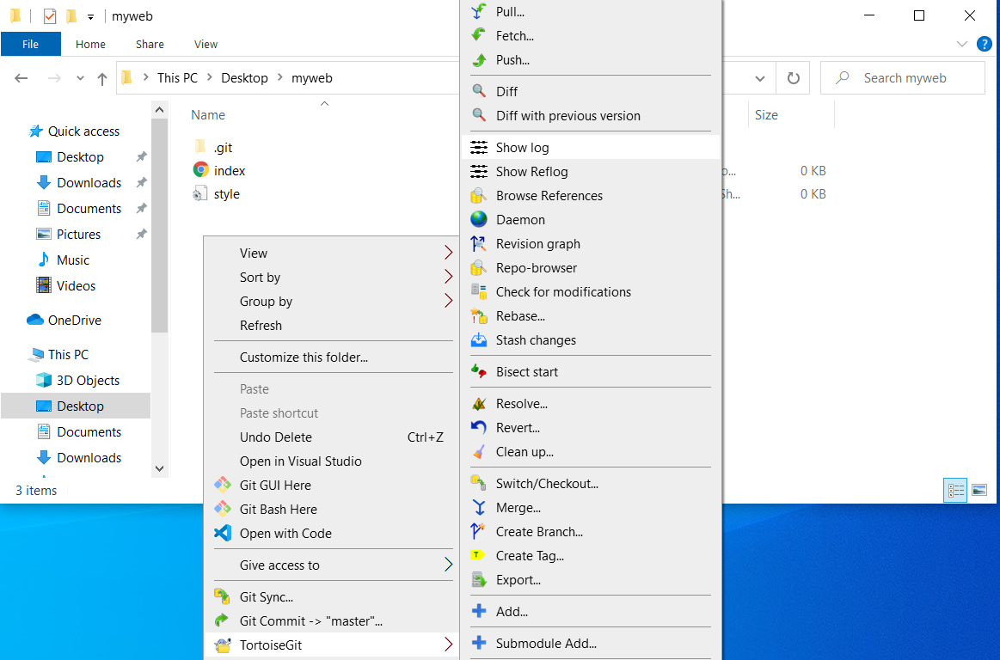 myweb
File Home Share View
This PC Desktop myweb
Search myweb
Quick access
Desktop
Downloads
Documents
Pictures
Music
Videos
OneDrive
This PC
3D Objects
Desktop
Documents
Downloads
3 items
Name
Size
.git
index
o... 0 KB
style
Sh... 0 KB
View
Sort by
Group by
Refresh
Customize this folder...
Paste
Paste shortcut
Undo Delete Ctrl+Z
Open in Visual Studio
Git GUI Here
Git Bash Here
Open with Code
Give access to
Git Sync...
Git Commit -> "master"...
TortoiseGit
Pull...
Fetch...
Push...
Diff
Diff with previous version
Show log
Show Reflog
Browse References
Daemon
Revision graph
Repo-browser
Check for modifications
Rebase...
Stash changes
Bisect start
Resolve...
Revert...
Clean up...
Switch/Checkout...
Merge...
Create Branch...
Create Tag...
Export...
Add...
Submodule Add...